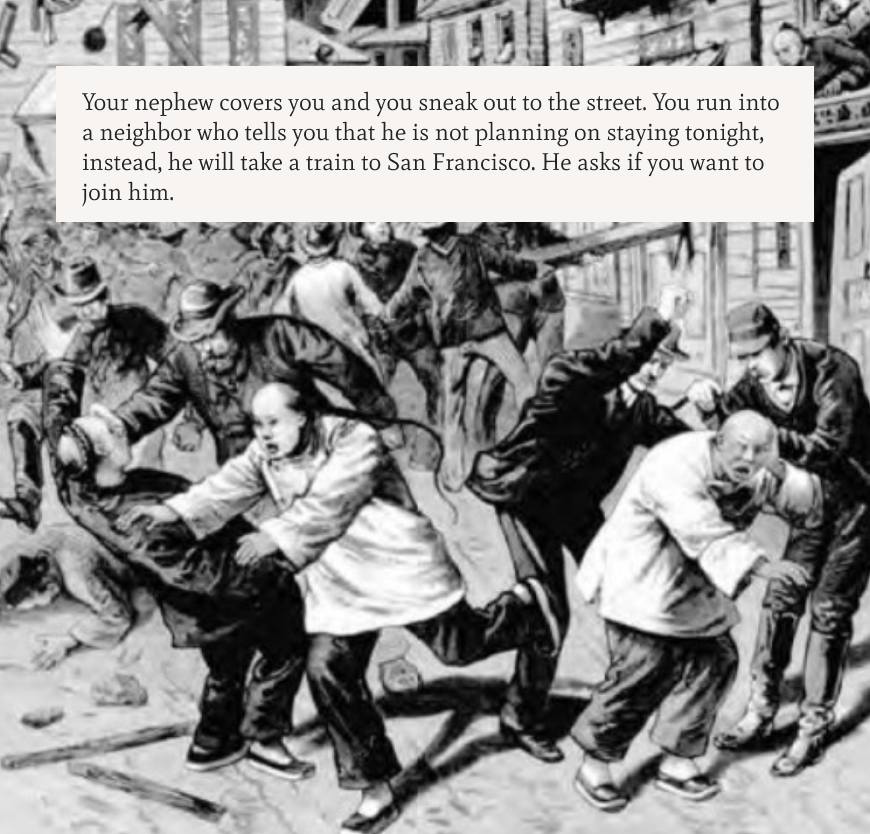 Your nephew covers you and you sneak out to the street. You run into
a neighbor who tells you that he is not planning on staying tonight,
instead, he will take a train to San Francisco. He asks if you want to
join him.